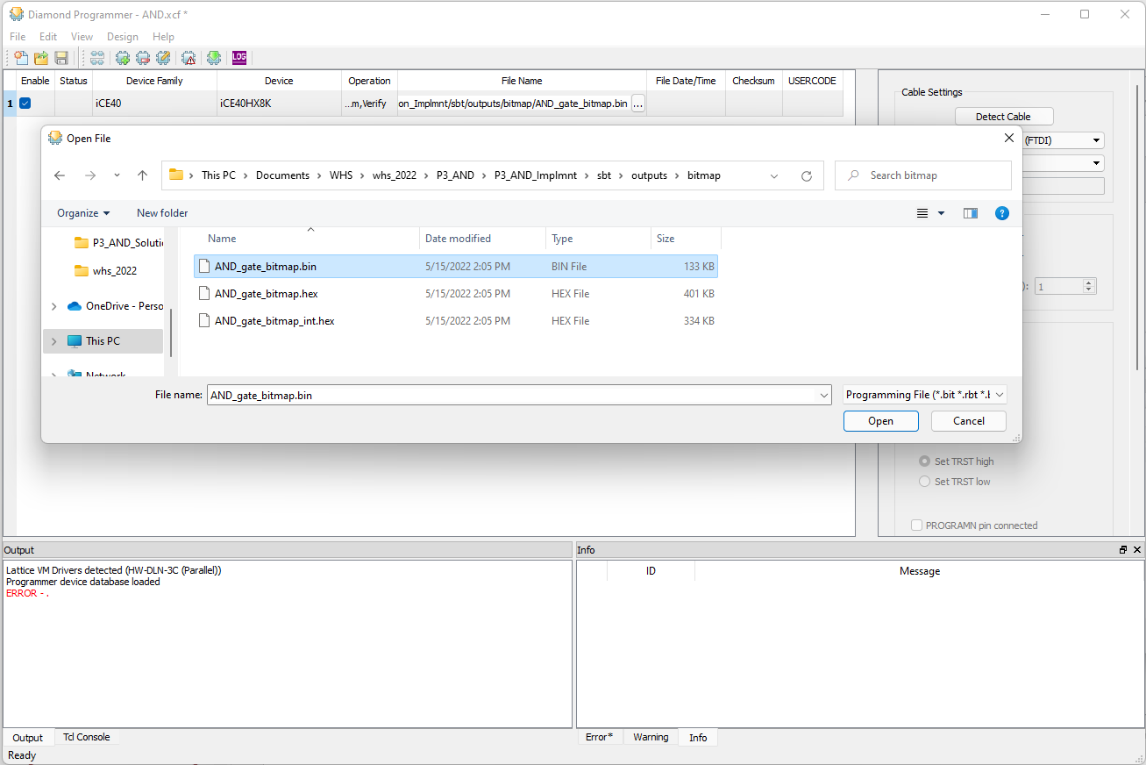 Diamond Programmer - AND.xcf *
File Edit View Design Help
LOG
Enable Status Device Family Device Operation File Name File Date/Time Checksum USERCODE
1 iCE40 iCE40HX8K ...m,Verify on_Implmnt/sbt/outputs/bitmap/AND_gate_bitmap.bin ...
Cable Settings
Detect Cable
(FTDI)
Open File
This PC > Documents > WHS > whs_2022 > P3_AND > P3_AND_Implmnt > sbt > outputs > bitmap
Search bitmap
Organize New folder
?
Name Date modified Type Size
P3_AND_Soluti
whs_2022
OneDrive - Perso
This PC
Network
AND_gate_bitmap.bin 5/15/2022 2:05 PM BIN File 133 KB
AND_gate_bitmap.hex 5/15/2022 2:05 PM HEX File 401 KB
AND_gate_bitmap_int.hex 5/15/2022 2:05 PM HEX File 334 KB
): 1
File name: AND_gate_bitmap.bin Programming File (*.bit *.rbt *.l
Open Cancel
Set TRST high
Set TRST low
PROGRAMN pin connected
Output
Lattice VM Drivers detected (HW-DLN-3C (Parallel))
Programmer device database loaded
ERROR - .
Info
ID Message
Output Tcl Console
Error* Warning Info
Ready